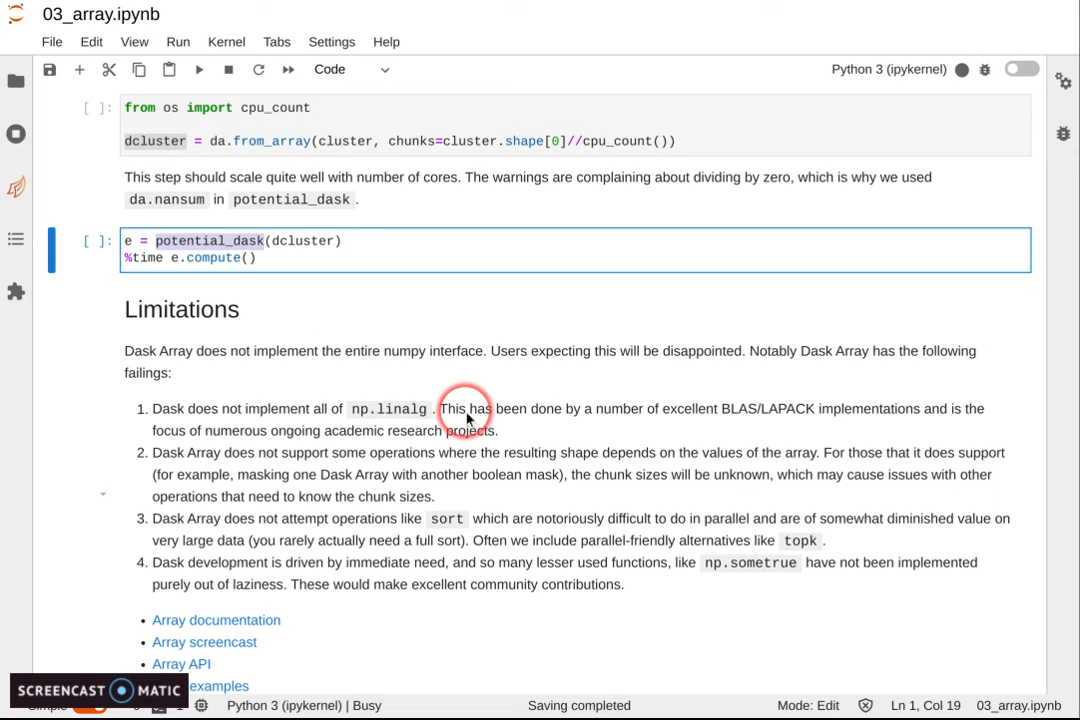 03_array.ipynb
File Edit View Run Kernel Tabs Settings Help
Code Python 3 (ipykernel)
[ ]: from os import cpu_count
dcluster = da.from_array(cluster, chunks=cluster.shape[0]//cpu_count())
This step should scale quite well with number of cores. The warnings are complaining about dividing by zero, which is why we used
da.nansum in potential_dask .
[ ]: e = potential_dask(dcluster)
%time e.compute()
Limitations
Dask Array does not implement the entire numpy interface. Users expecting this will be disappointed. Notably Dask Array has the following
failings:
1. Dask does not implement all of np.linalg . This has been done by a number of excellent BLAS/LAPACK implementations and is the
focus of numerous ongoing academic research projects.
2. Dask Array does not support some operations where the resulting shape depends on the values of the array. For those that it does support
(for example, masking one Dask Array with another boolean mask), the chunk sizes will be unknown, which may cause issues with other
operations that need to know the chunk sizes.
3. Dask Array does not attempt operations like sort which are notoriously difficult to do in parallel and are of somewhat diminished value on
very large data (you rarely actually need a full sort). Often we include parallel-friendly alternatives like topk .
4. Dask development is driven by immediate need, and so many lesser used functions, like np.sometrue have not been implemented
purely out of laziness. These would make excellent community contributions.
• Array documentation
• Array screencast
• Array API
examples
SCREENCAST MATIC
Python 3 (ipykernel) | Busy Saving completed Mode: Edit Ln 1, Col 19 03_array.ipynb